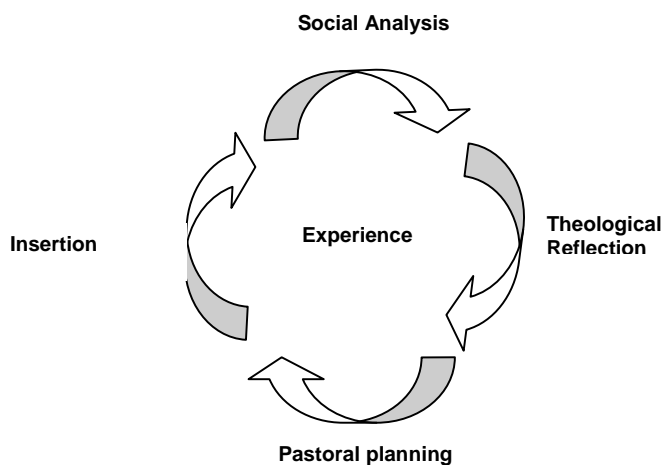 Social Analysis
Insertion
Experience
Theological
Reflection
Pastoral planning